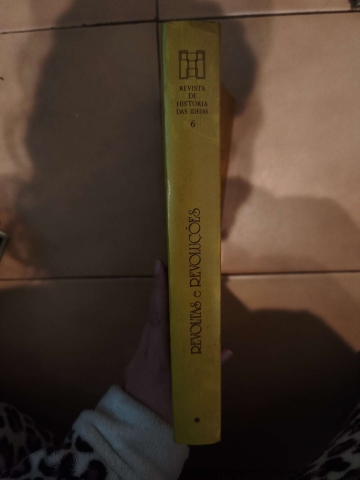 REVISTA
DE
HISTÓRIA
DAS IDEIAS
6
REVOLTAS e REVOLUÇÕES